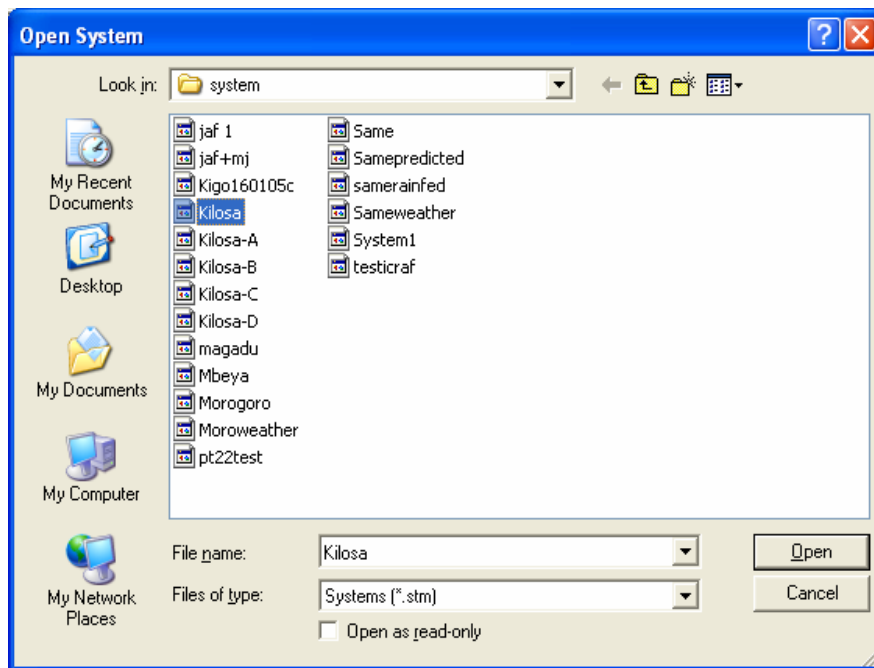 Open System
Look in:
system
My Recent
Documents
Desktop
My Documents
My Computer
My Network
Places
jaf 1
jaf+mj
Kigo160105c
Kilosa
Kilosa-A
Kilosa-B
Kilosa-C
Kilosa-D
magadu
Mbeya
Morogoro
Moroweather
pt22test
Same
Samepredicted
samerainfed
Sameweather
System1
testicraf
File name:
Kilosa
Open
Files of type:
Systems (*.stm)
Cancel
Open as read-only